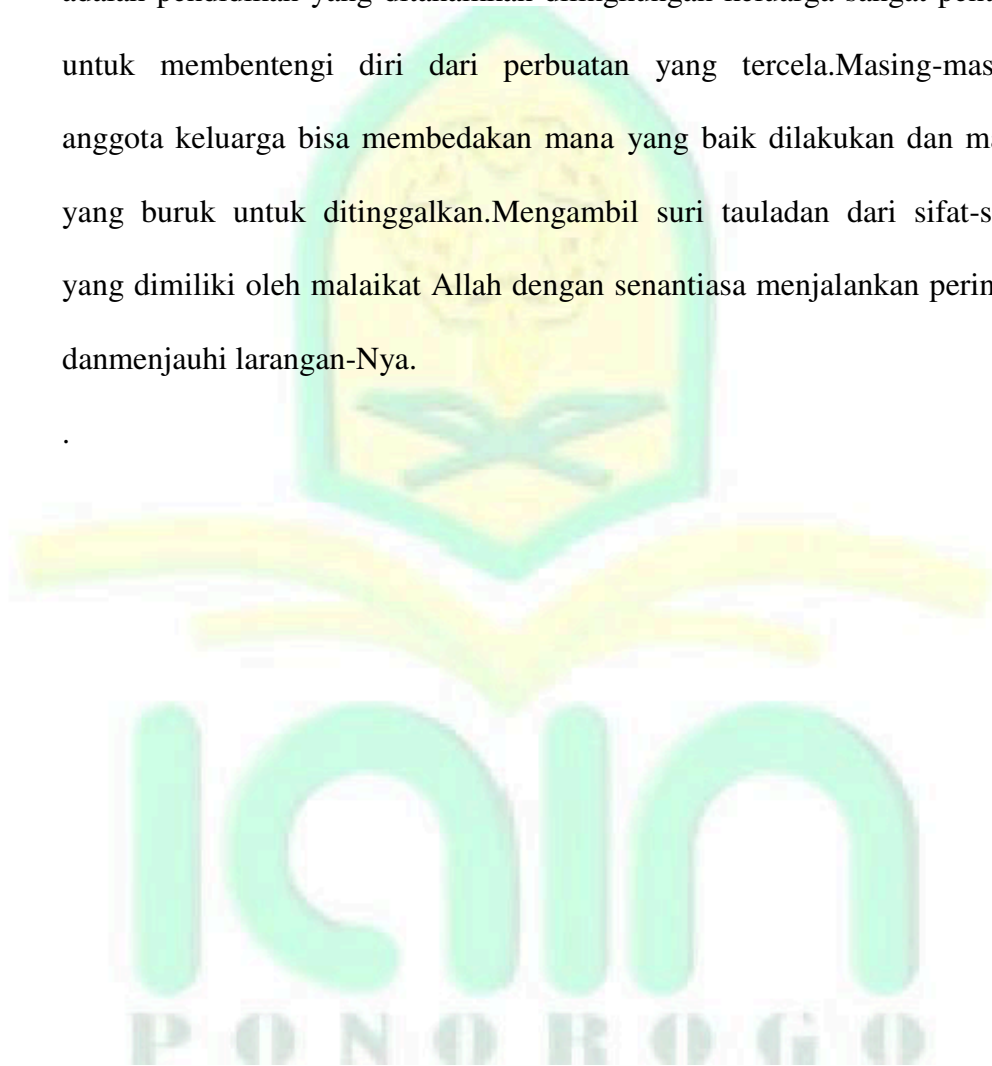 untuk membentengi diri dari perbuatan yang tercela.Masing-mas
anggota keluarga bisa membedakan mana yang baik dilakukan dan ma
yang buruk untuk ditinggalkan.Mengambil suri tauladan dari sifat-s
yang dimiliki oleh malaikat Allah dengan senantiasa menjalankan perin
danmenjauhi larangan-Nya.
.
iain
PONOROGO